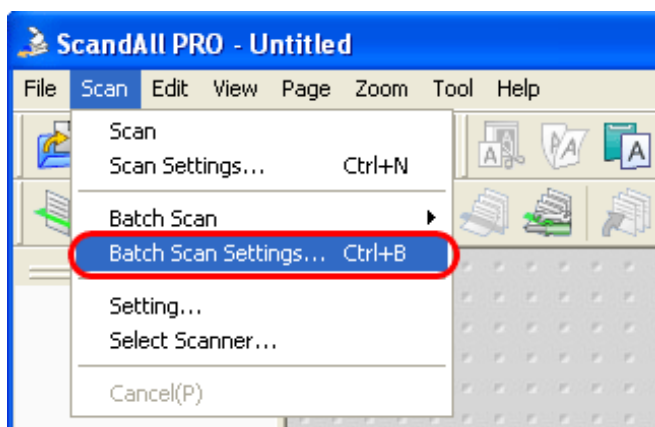 ScandAll PRO - Untitled
File Scan Edit View Page Zoom Tool Help
Scan
Scan Settings... Ctrl+N
Batch Scan
Batch Scan Settings... Ctrl+B
Setting...
Select Scanner...
Cancel(P)